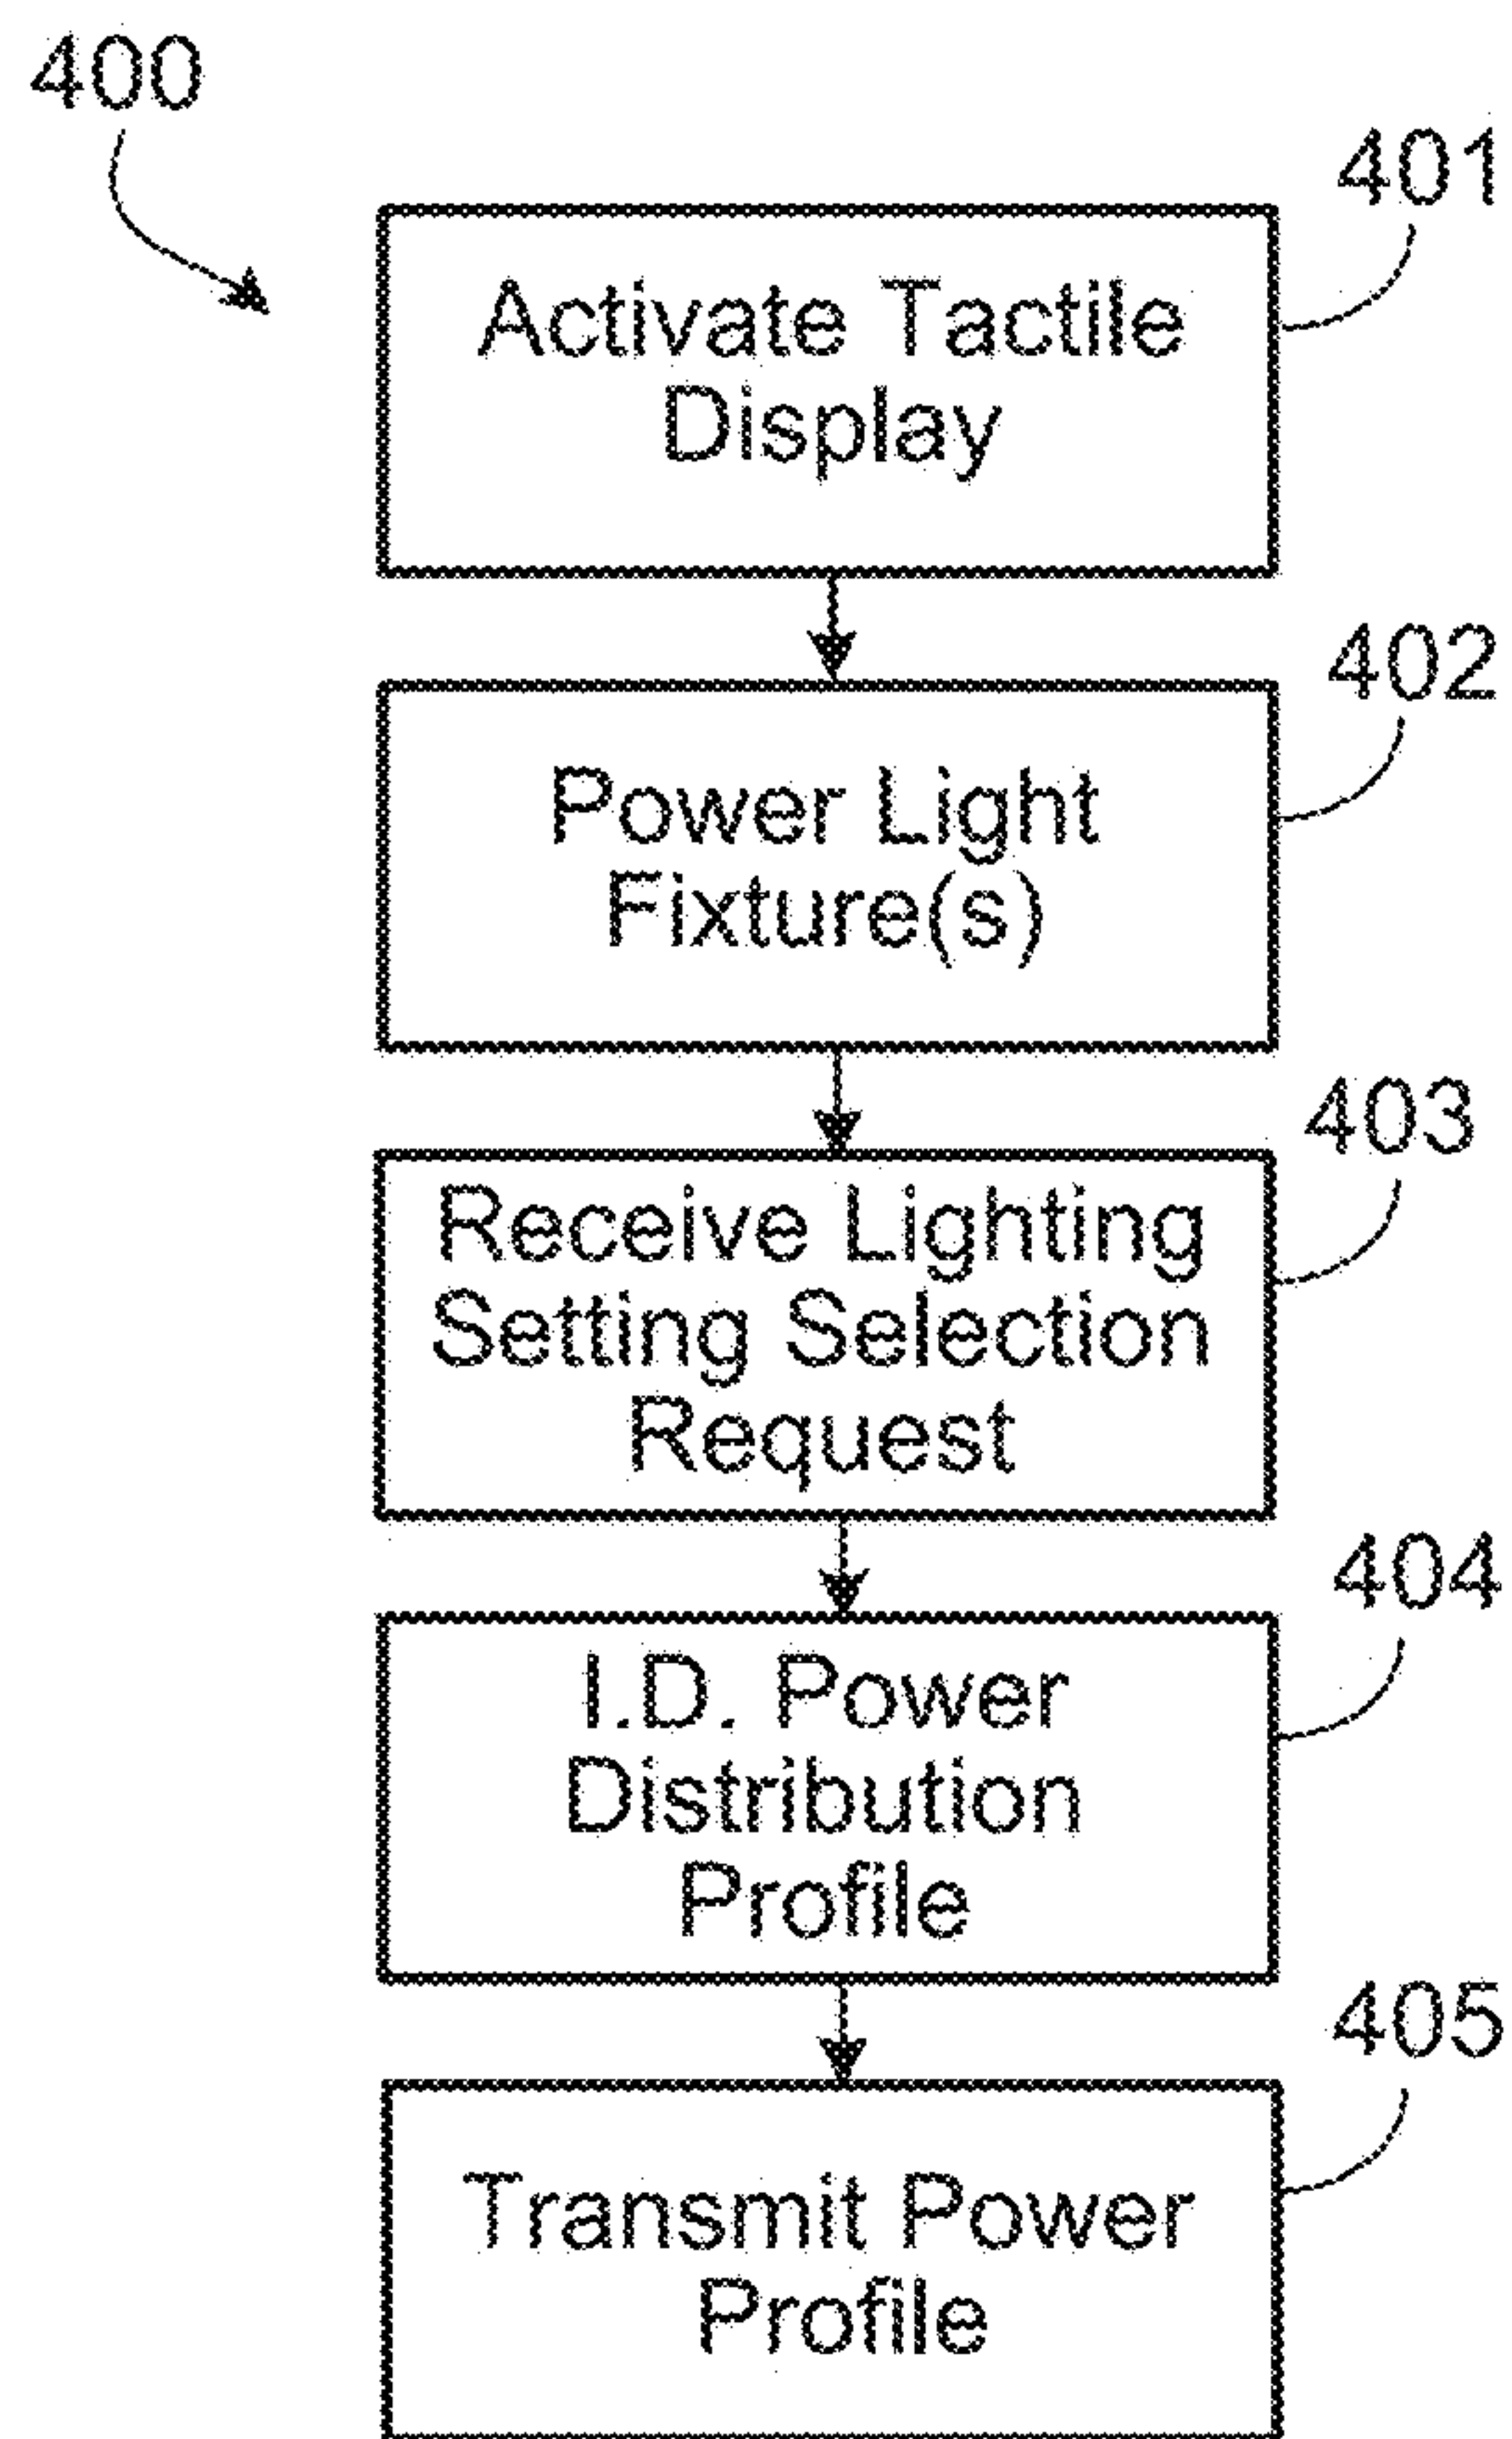 400
401
Activate Tactile
Display
402
Power Light
Fixture(s)
403
Receive Lighting
Setting Selection
Request
404
I.D. Power
Distribution
Profile
405
Transmit Power
Profile